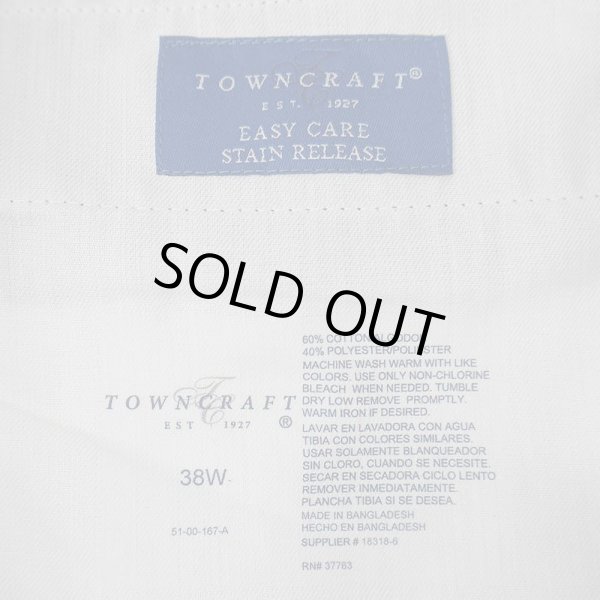 TOWNCRAFT®
EST. 1927
EASY CARE
STAIN RELEASE
SOLD OUT
60% COTTON/ALGODON
40% POLYESTER/POLIESTER
MACHINE WASH WARM WITH LIKE
COLORS. USE ONLY NON-CHLORINE
BLEACH WHEN NEEDED. TUMBLE
DRY LOW REMOVE PROMPTLY.
WARM IRON IF DESIRED.
LAVAR EN LAVADORA CON AGUA
TIBIA CON COLORES SIMILARES.
USAR SOLAMENTE BLANQUEADOR
SIN CLORO, CUANDO SE NECESITE.
SECAR EN SECADORA CICLO LENTO
REMOVER INMEDIATAMENTE.
PLANCHA TIBIA SI SE DESEA.
MADE IN BANGLADESH
HECHO EN BANGLADESH
SUPPLIER # 18318-6
RN# 37763
TOWNCRAFT®
EST 1927
38W
51-00-167-A